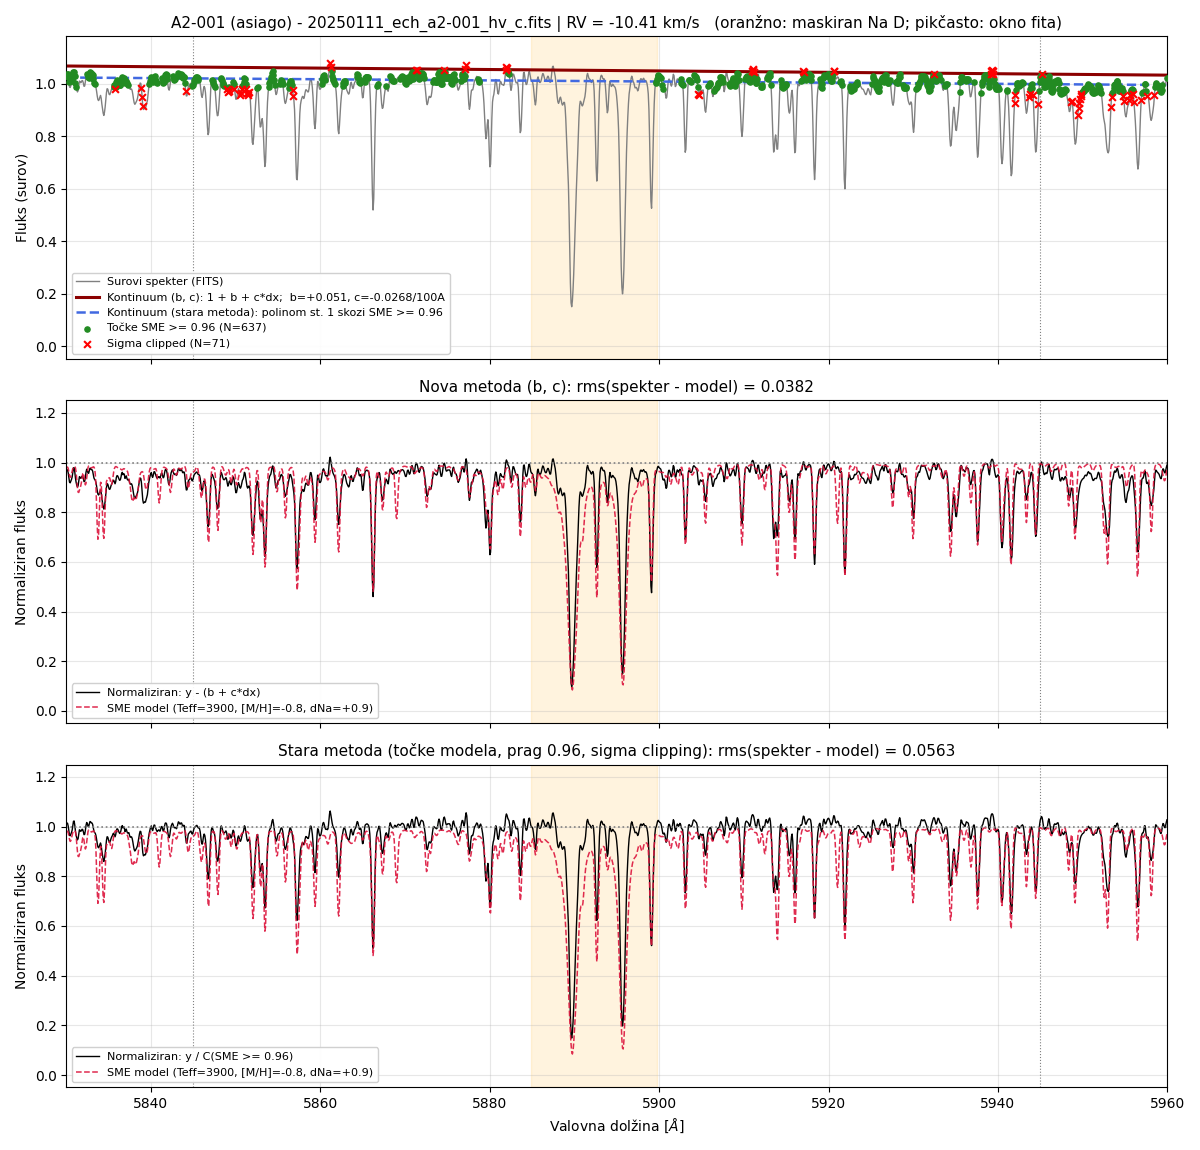 A2-001 (asiago) - 20250111_ech_a2-001_hv_c.fits | RV = -10.41 km/s   (oranžno: maskiran Na D; pikčasto: okno fita)
Fluks (surov)
1.0
0.8
0.6
0.4
0.2
0.0
Surovi spekter (FITS)
Kontinuum (b, c): 1 + b + c*dx;  b=+0.051, c=-0.0268/100A
Kontinuum (stara metoda): polinom st. 1 skozi SME >= 0.96
Točke SME >= 0.96 (N=637)
Sigma clipped (N=71)
Nova metoda (b, c): rms(spekter - model) = 0.0382
Normaliziran fluks
1.2
1.0
0.8
0.6
0.4
0.2
0.0
Normaliziran: y - (b + c*dx)
SME model (Teff=3900, [M/H]=-0.8, dNa=+0.9)
Stara metoda (točke modela, prag 0.96, sigma clipping): rms(spekter - model) = 0.0563
Normaliziran fluks
1.2
1.0
0.8
0.6
0.4
0.2
0.0
Normaliziran: y / C(SME >= 0.96)
SME model (Teff=3900, [M/H]=-0.8, dNa=+0.9)
5840 5860 5880 5900 5920 5940 5960
Valovna dolžina [Å]